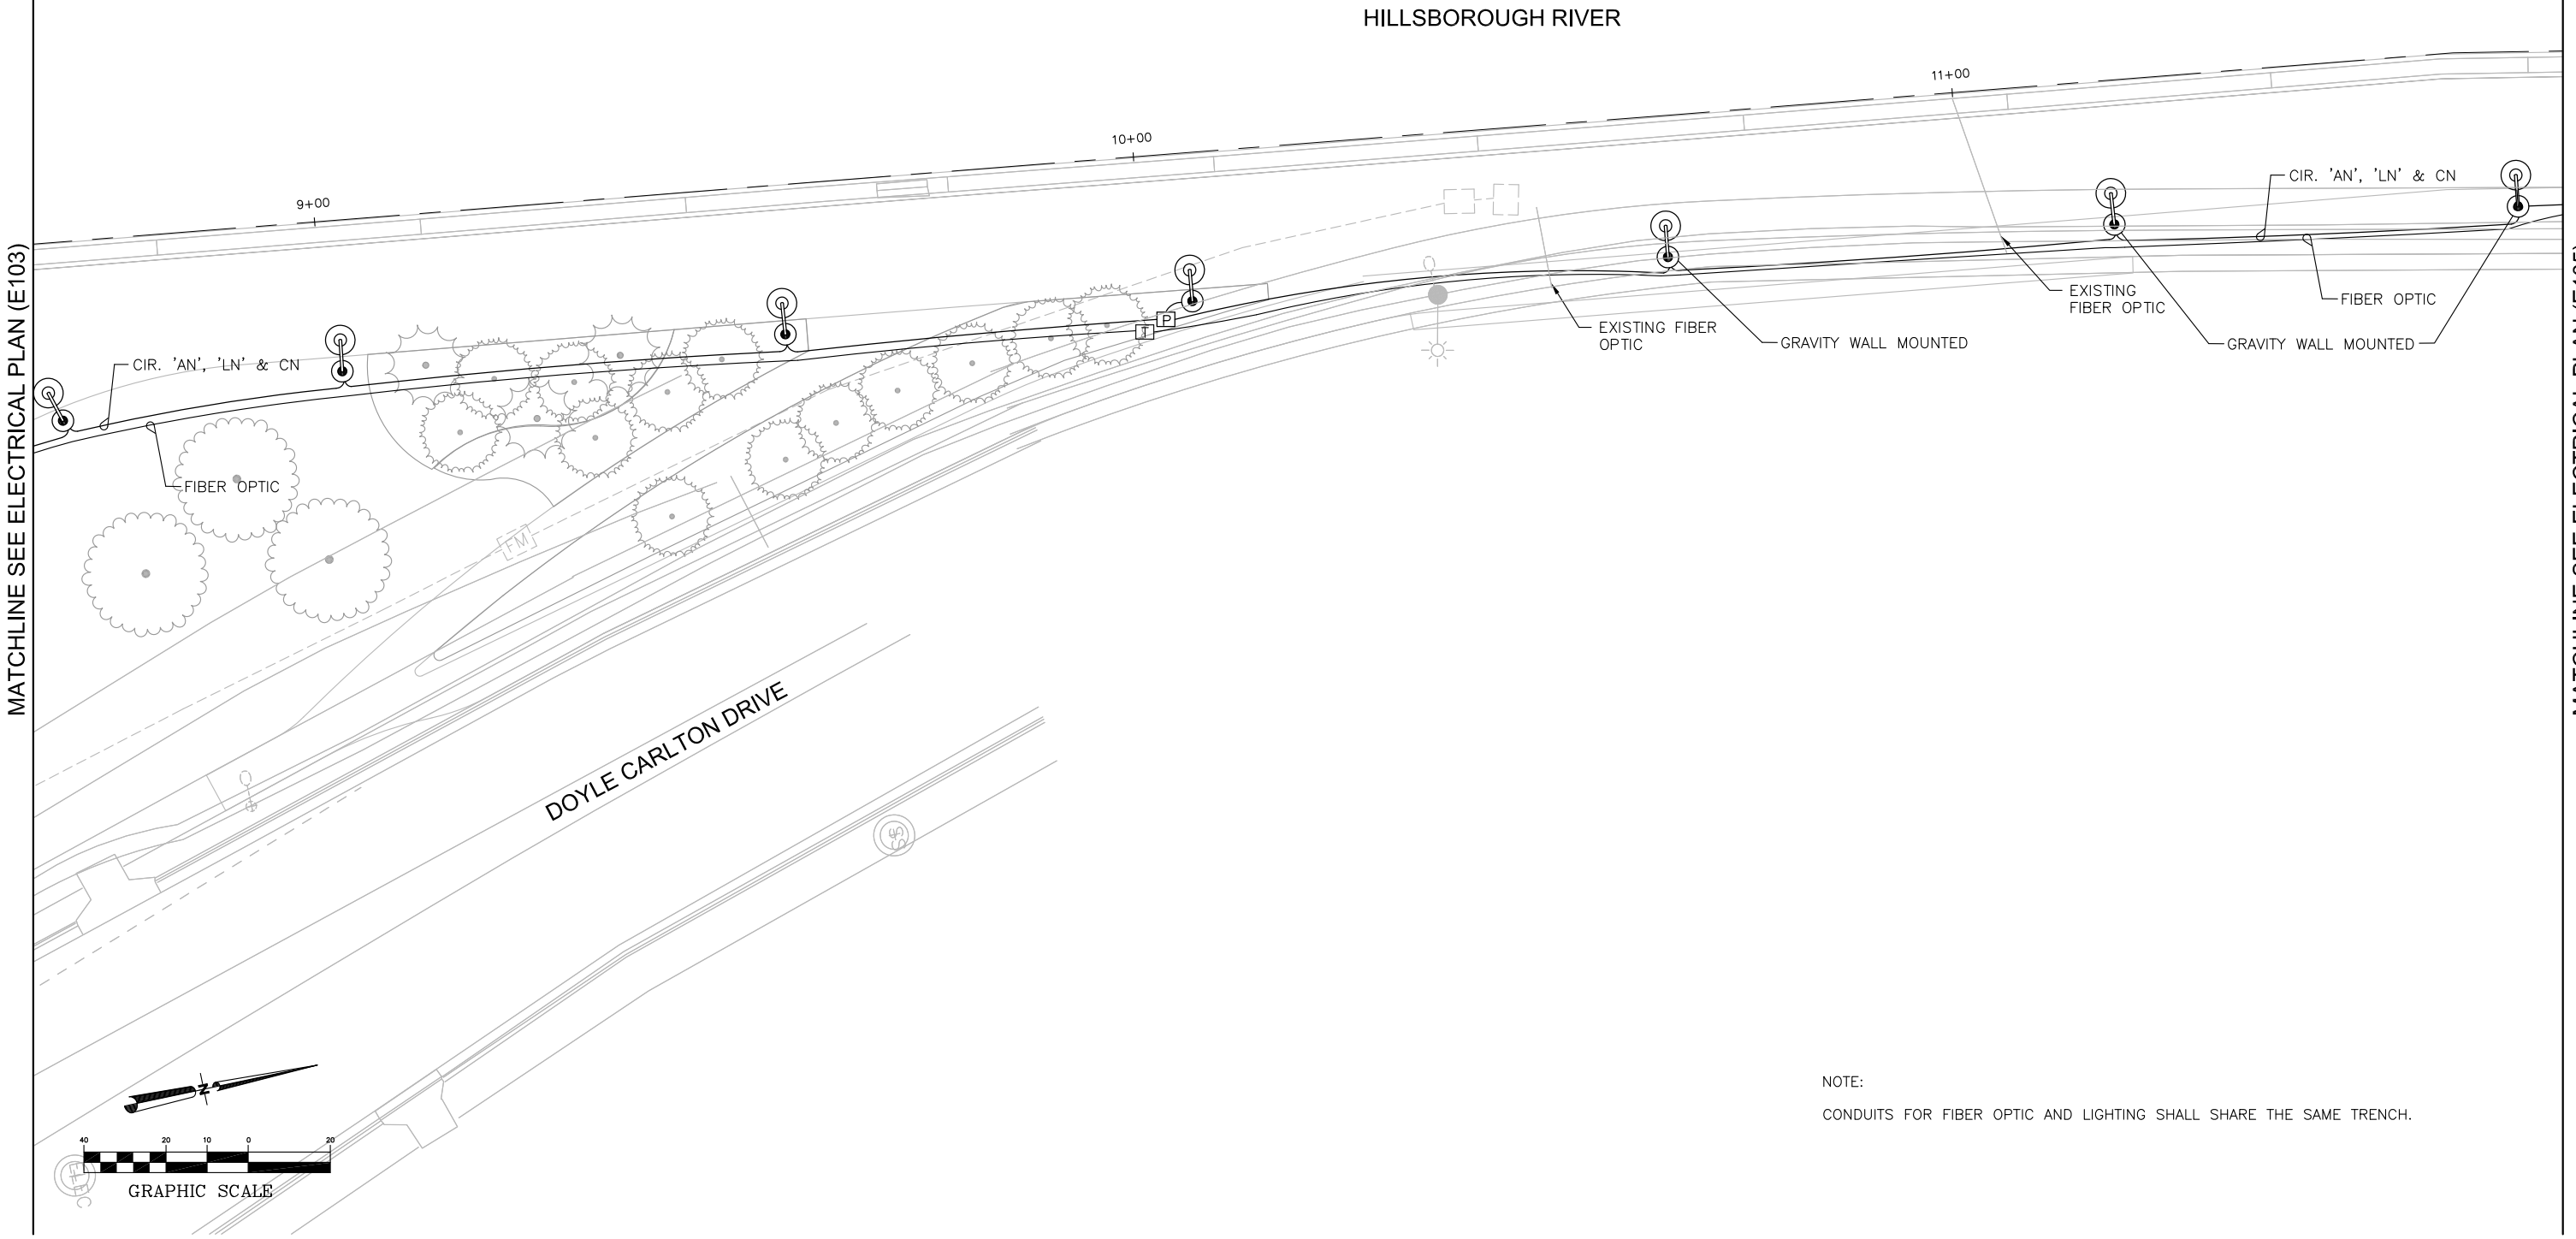 HILLSBOROUGH RIVER
11+00
10+00
9+00
CIR. 'AN', 'LN' & CN
EXISTING
FIBER OPTIC
FIBER OPTIC
EXISTING FIBER
OPTIC
GRAVITY WALL MOUNTED
GRAVITY WALL MOUNTED
CIR. 'AN', 'LN' & CN
P
T
FIBER OPTIC
FM
MATCHLINE SEE ELECTRICAL PLAN (E103)
DOYLE CARLTON DRIVE
N
NOTE:
CONDUITS FOR FIBER OPTIC AND LIGHTING SHALL SHARE THE SAME TRENCH.
40 20 10 0 20
GRAPHIC SCALE